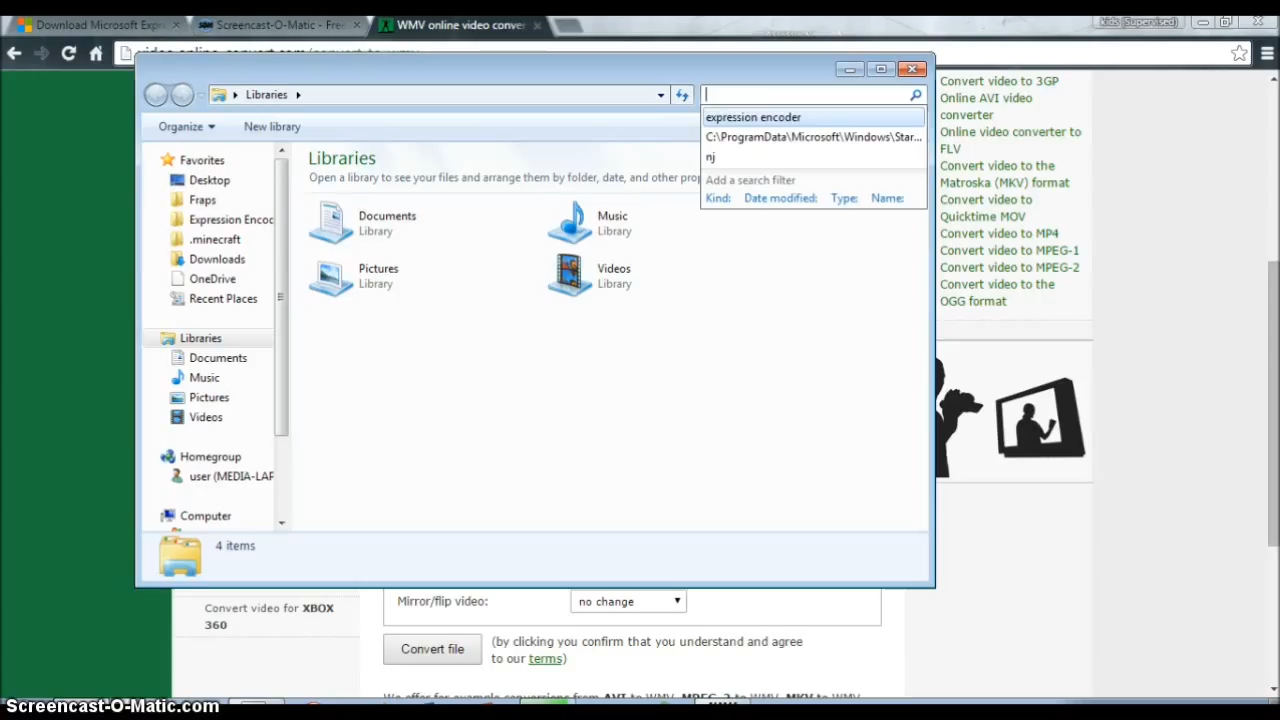 Download Microsoft Expr
Screencast-O-Matic - Free
WMV online video conver
kids (Supervised)
Libraries
expression encoder
C:\ProgramData\Microsoft\Windows\Star...
nj
Add a search filter
Kind: Date modified: Type: Name:
Organize New library
Favorites
Desktop
Fraps
Expression Encoc
.minecraft
Downloads
OneDrive
Recent Places
Libraries
Documents
Music
Pictures
Videos
Homegroup
user (MEDIA-LAP
Computer
Libraries
Open a library to see your files and arrange them by folder, date, and other prop
Documents
Library
Music
Library
Pictures
Library
Videos
Library
4 items
Convert video to 3GP
Online AVI video
converter
Online video converter to
FLV
Convert video to the
Matroska (MKV) format
Convert video to
Quicktime MOV
Convert video to MP4
Convert video to MPEG-1
Convert video to MPEG-2
Convert video to the
OGG format
Convert video for XBOX
360
Mirror/flip video: no change
Convert file
(by clicking you confirm that you understand and agree
to our terms)
We offer for example conversions from AVI to WMV, MPEG-2 to WMV, MKV to WMV,
Screencast-O-Matic.com